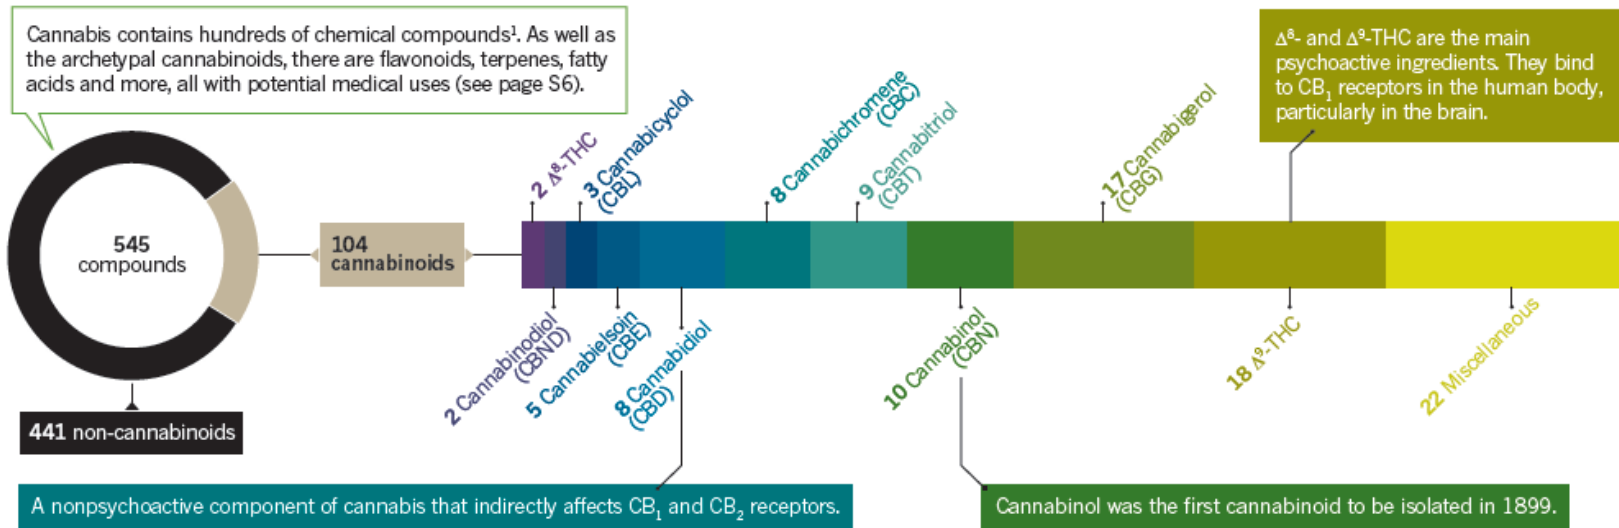 Cannabis contains hundreds of chemical compounds¹. As well as
the archetypal cannabinoids, there are flavonoids, terpenes, fatty
acids and more, all with potential medical uses (see page S6).
545
compounds
441 non-cannabinoids
104
cannabinoids
2 Δ⁸-THC
3 Cannabicyclol
(CBL)
8 Cannabichromene
(CBC)
9 Cannabitriol
(CBT)
17 Cannabigerol
(CBG)
Δ⁸- and Δ⁹-THC are the main
psychoactive ingredients. They bind
to CB₁ receptors in the human body,
particularly in the brain.
2 Cannabinodiol
(CBND)
5 Cannabielsoin
(CBE)
8 Cannabidiol
(CBD)
10 Cannabinol
(CBN)
18 Δ⁹-THC
22 Miscellaneous
A nonpsychoactive component of cannabis that indirectly affects CB₁ and CB₂ receptors.
Cannabinol was the first cannabinoid to be isolated in 1899.